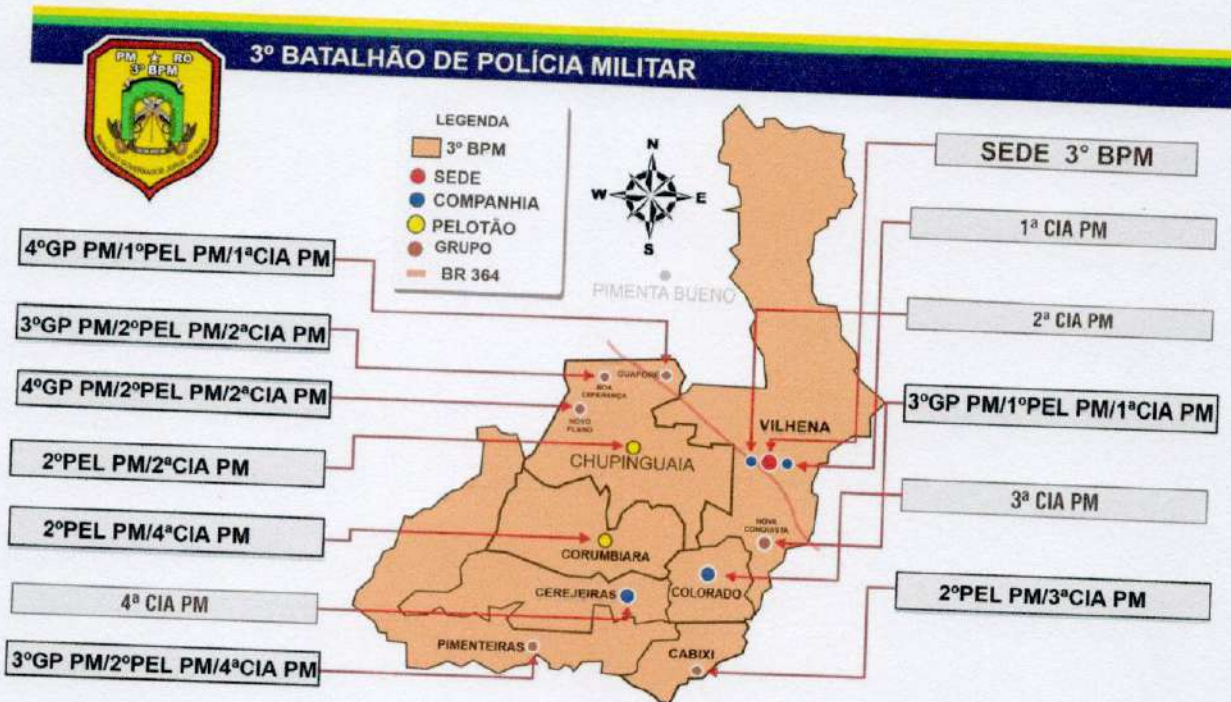 3º BATALHÃO DE POLÍCIA MILITAR
PM ★ RO
3º BPM
LEGENDA
3º BPM
SEDE
COMPANHIA
PELOTÃO
GRUPO
BR 364
N
W
E
S
PIMENTA BUENO
4ºGP PM/1ºPEL PM/1ªCIA PM
3ºGP PM/2ºPEL PM/2ªCIA PM
4ºGP PM/2ºPEL PM/2ªCIA PM
2ºPEL PM/2ªCIA PM
2ºPEL PM/4ªCIA PM
4ª CIA PM
3ºGP PM/2ºPEL PM/4ªCIA PM
GUAPORÉ
BOA
ESPERANÇA
NOVO
PLANO
CHUPINGUAIA
VILHENA
NOVA
CONQUISTA
CORUMBIARA
CEREJEIRAS
COLORADO
PIMENTEIRAS
CABIXI
SEDE 3° BPM
1ª CIA PM
2ª CIA PM
3ºGP PM/1ºPEL PM/1ªCIA PM
3ª CIA PM
2ºPEL PM/3ªCIA PM